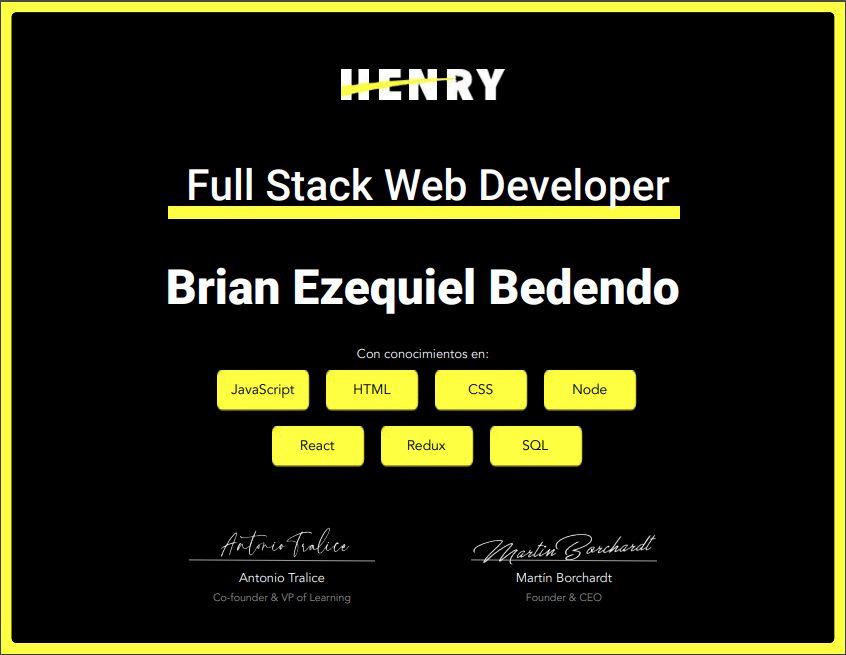 HENRY
Full Stack Web Developer
Brian Ezequiel Bedendo
Con conocimientos en:
JavaScript HTML CSS Node
React Redux SQL
Antonio Tralice Martin Borchardt
Antonio Tralice Martín Borchardt
Co-founder & VP of Learning Founder & CEO